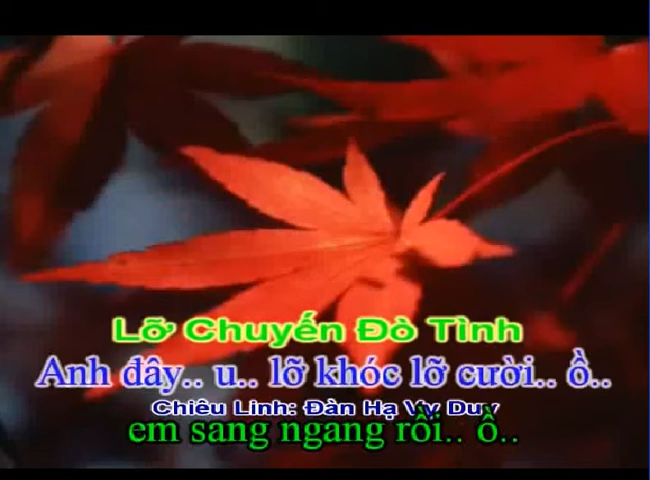 Lỡ Chuyến Đò Tình
Anh đây.. u.. lỡ khóc lỡ cười.. ồ..
Chiêu Linh: Đàn Hạ Vy Duy
em sang ngang rồi.. ồ..